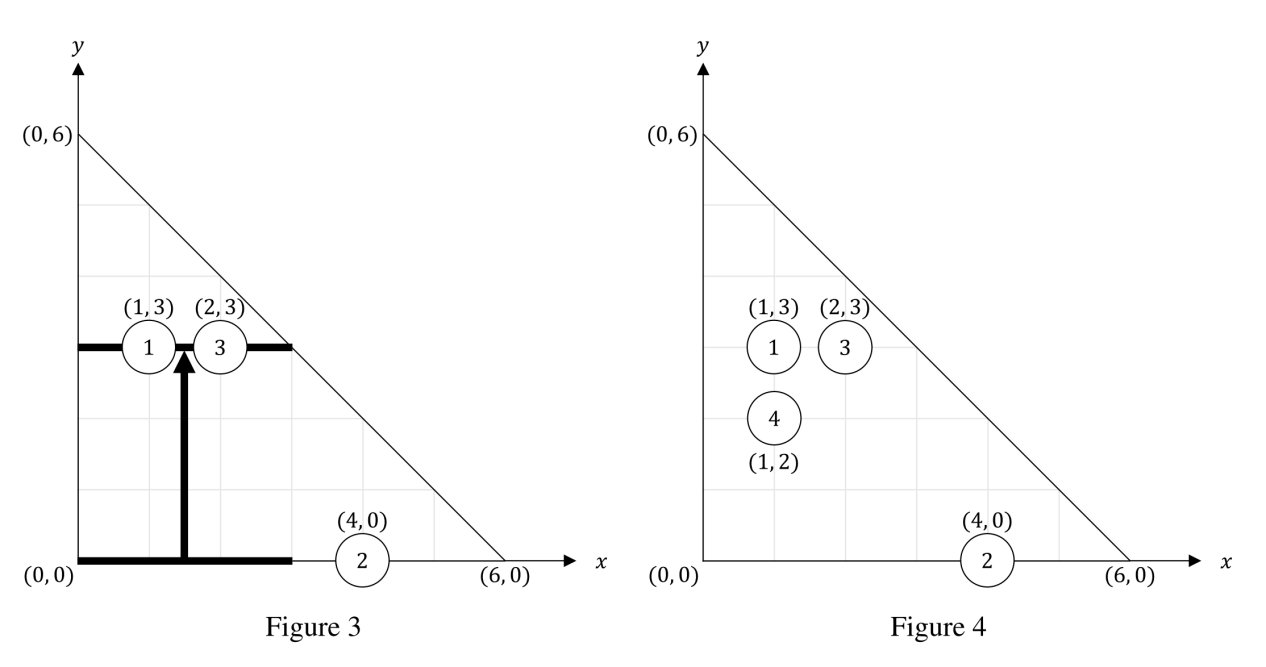 y
(0, 6)
(1, 3) (2, 3)
1 3
(4, 0)
2
x
(0, 0)
(6, 0)
Figure 3
y
(0, 6)
(1, 3) (2, 3)
1 3
4
(1, 2)
(4, 0)
2
x
(0, 0)
(6, 0)
Figure 4